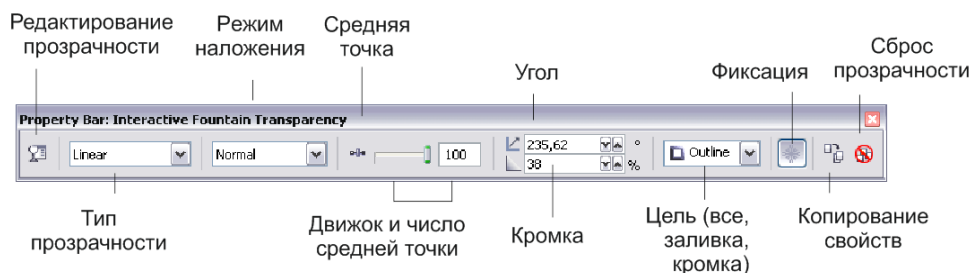 Редактирование
прозрачности
Режим
наложения
Средняя
точка
Угол
Фиксация
Сброс
прозрачности
Property Bar: Interactive Fountain Transparency
Linear
Normal
100
235,62 °
38 %
Outline
Тип
прозрачности
Движок и число
средней точки
Кромка
Цель (все,
заливка,
кромка)
Копирование
свойств